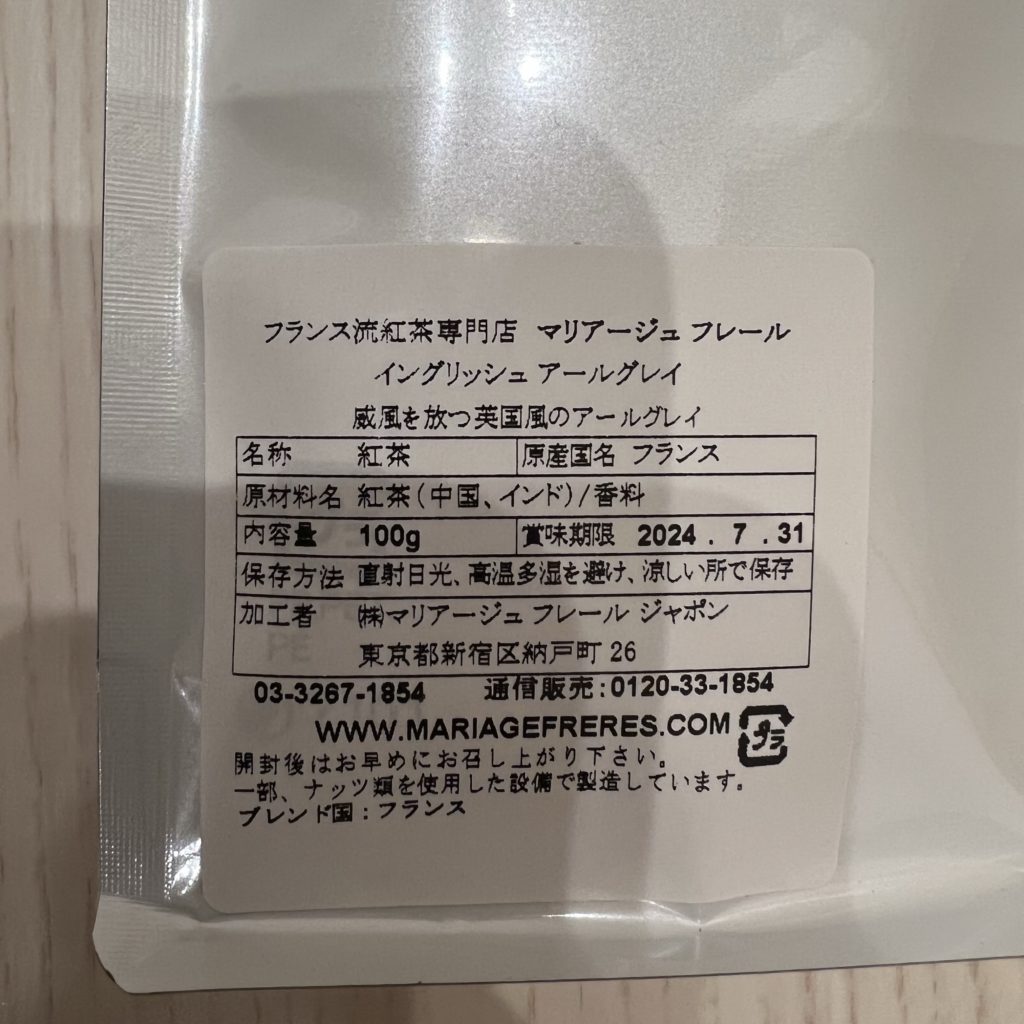 フランス流紅茶専門店 マリアージュ フレール
イングリッシュ アールグレイ
威風を放つ英国風のアールグレイ
名称 紅茶 原産国名 フランス
原材料名 紅茶(中国、インド)/香料
内容量 100g 賞味期限 2024．7．31
保存方法 直射日光、高温多湿を避け、涼しい所で保存
加工者 ㈱マリアージュ フレール ジャポン
東京都新宿区納戸町 26
03-3267-1854 通信販売:0120-33-1854
WWW.MARIAGEFRERES.COM プラ
開封後はお早めにお召し上がり下さい。
一部、ナッツ類を使用した設備で製造しています。
ブレンド国：フランス